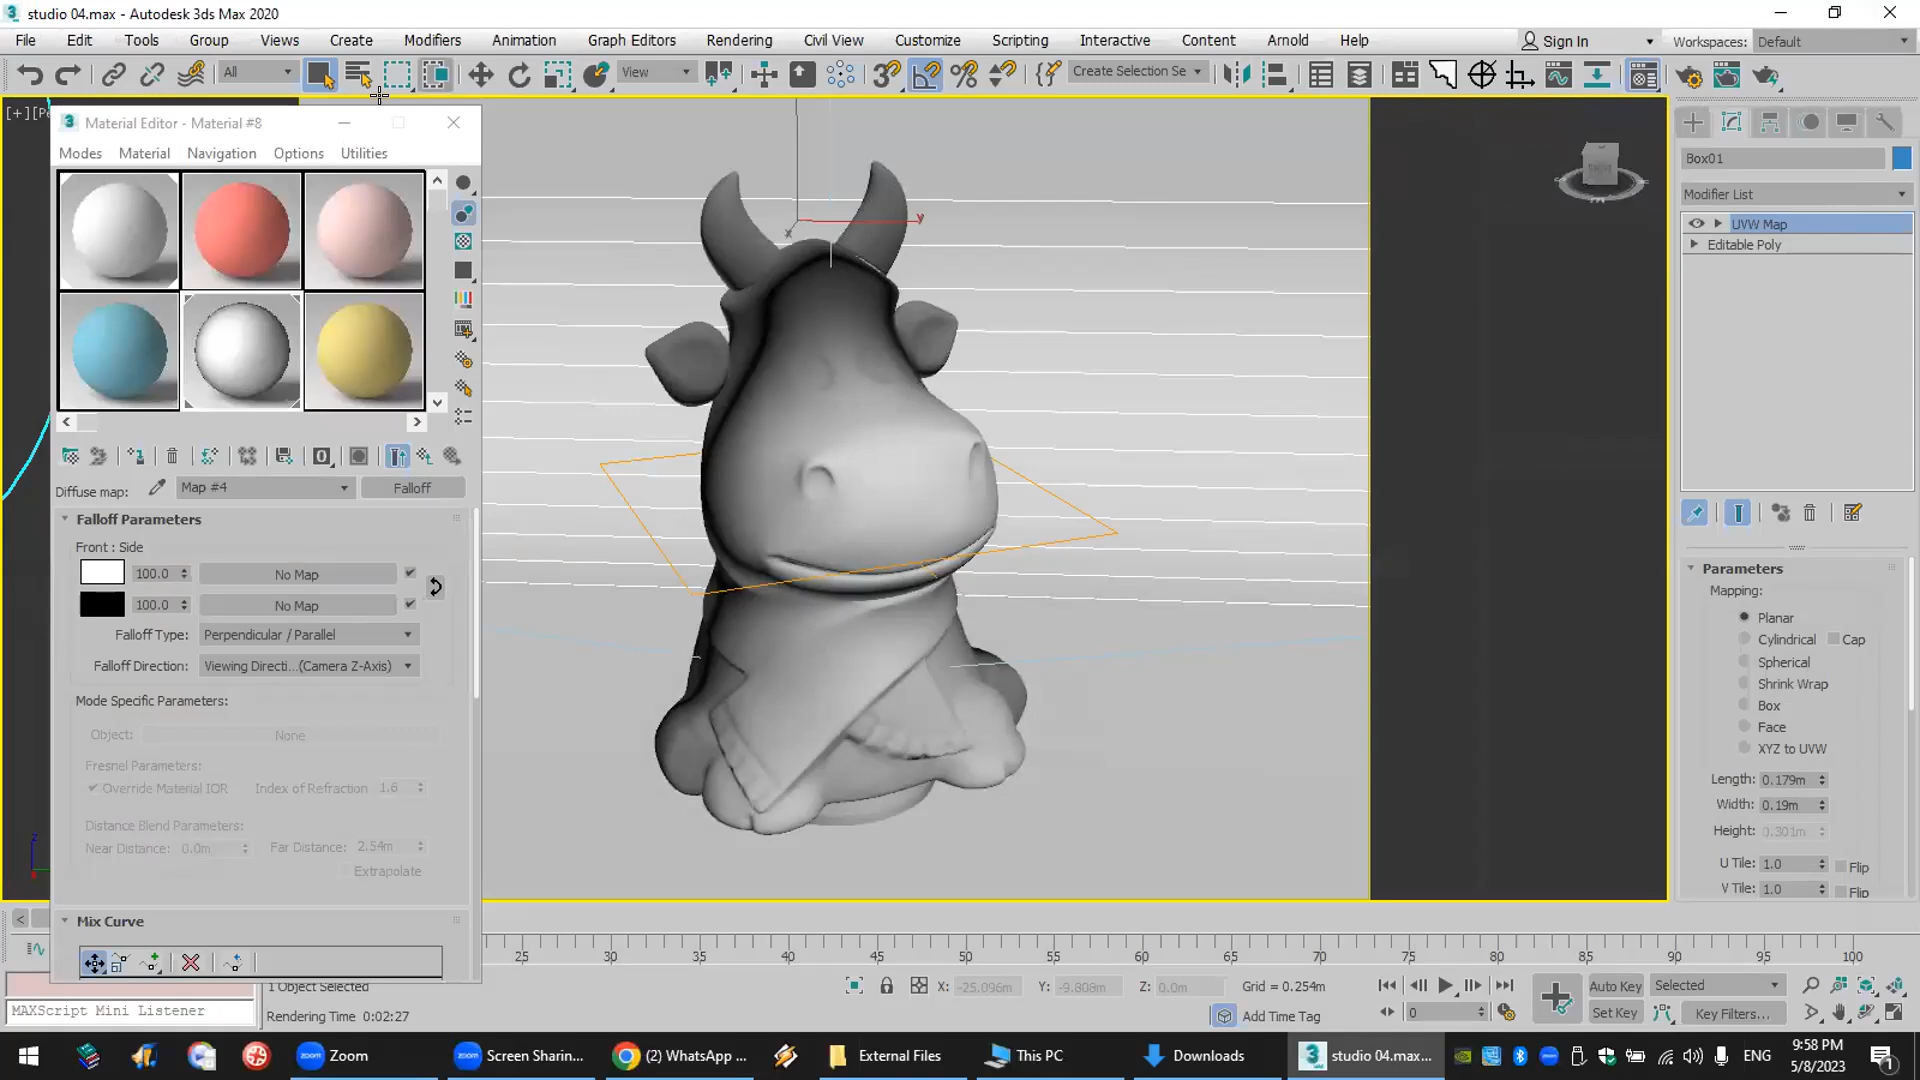 studio 04.max - Autodesk 3ds Max 2020
File Edit Tools Group Views Create Modifiers Animation Graph Editors Rendering Civil View Customize Scripting Interactive Content Arnold Help Sign In Workspaces: Default
All View Create Selection Se
[+][Pe
Material Editor - Material #8
Modes Material Navigation Options Utilities
Diffuse map: Map #4 Falloff
Falloff Parameters
Front : Side
100.0 No Map
100.0 No Map
Falloff Type: Perpendicular / Parallel
Falloff Direction: Viewing Directi...(Camera Z-Axis)
Mode Specific Parameters:
Object: None
Fresnel Parameters:
Override Material IOR Index of Refraction 1.6
Distance Blend Parameters:
Near Distance: 0.0m Far Distance: 2.54m
Extrapolate
Mix Curve
y
x
z
Box01
Modifier List
UVW Map
Editable Poly
Parameters
Mapping:
Planar
Cylindrical Cap
Spherical
Shrink Wrap
Box
Face
XYZ to UVW
Length: 0.179m
Width: 0.19m
Height: 0.301m
U Tile: 1.0 Flip
V Tile: 1.0 Flip
25 30 35 40 45 50 55 60 65 70 75 80 85 90 95 100
1 Object Selected
X: -25.096m Y: -9.808m Z: 0.0m Grid = 0.254m
Auto Key Selected
MAXScript Mini Listener
Rendering Time 0:02:27
Add Time Tag
0
Set Key Key Filters...
Zoom Screen Sharin... (2) WhatsApp ... External Files This PC Downloads studio 04.max... ENG
9:58 PM
5/8/2023
1